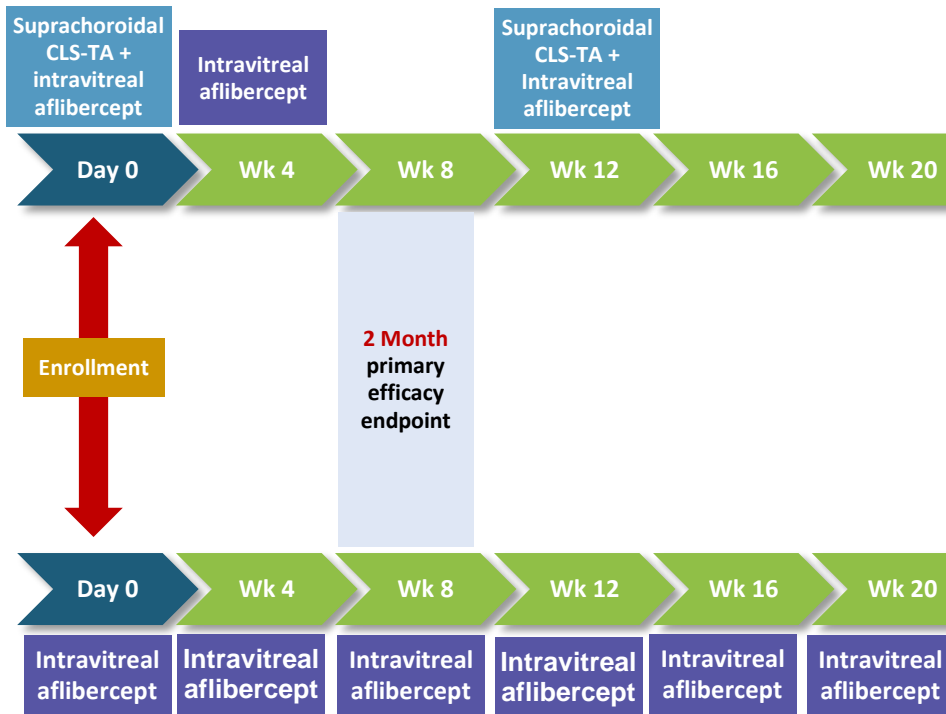 Suprachoroidal
CLS-TA +
intravitreal
aflibercept
Intravitreal
aflibercept
Suprachoroidal
CLS-TA +
Intravitreal
aflibercept
Day 0
Wk 4
Wk 8
Wk 12
Wk 16
Wk 20
Enrollment
2 Month
primary
efficacy
endpoint
Day 0
Wk 4
Wk 8
Wk 12
Wk 16
Wk 20
Intravitreal
aflibercept
Intravitreal
aflibercept
Intravitreal
aflibercept
Intravitreal
aflibercept
Intravitreal
aflibercept
Intravitreal
aflibercept